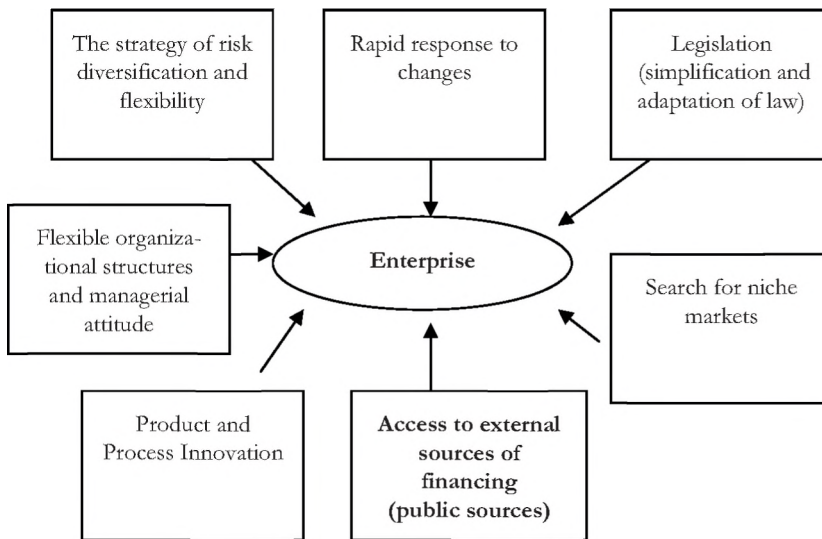 The strategy of risk
diversification and
flexibility
Rapid response to
changes
Legislation
(simplification and
adaptation of law)
Flexible organiza-
tional structures
and managerial
attitude
Enterprise
Search for niche
markets
Product and
Process Innovation
Access to external
sources of
financing
(public sources)